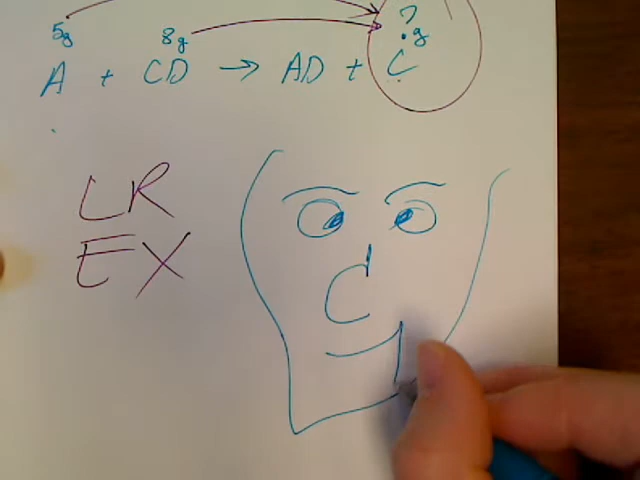 ?
5g 8g .g
A + CD → AD + C
LR
EX